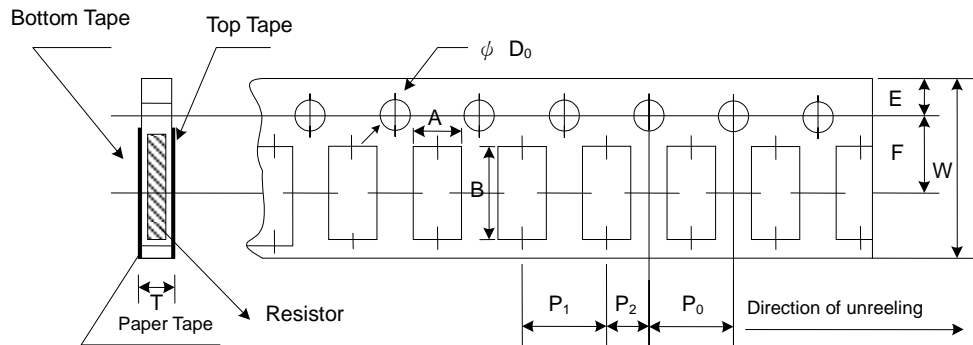 Bottom Tape
Top Tape
ψ D₀
E
A
F
W
B
P₁
P₂
P₀
Direction of unreeling
T
Paper Tape
Resistor